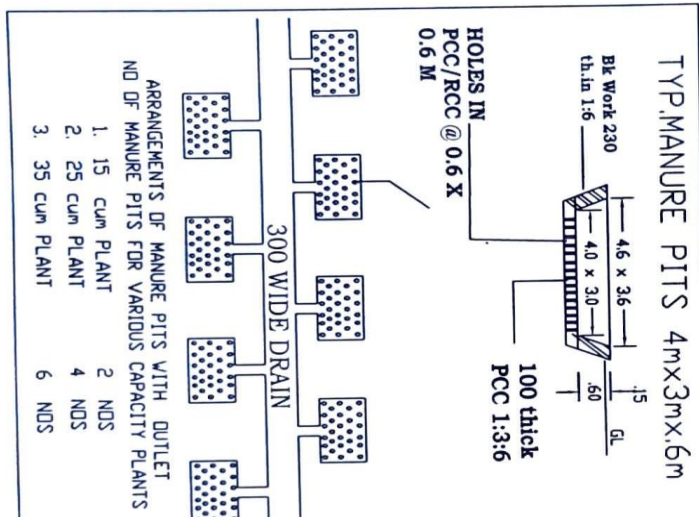 TYP.MANURE PITS 4mx3mx.6m
Bk Work 230
th.in 1:6
4.6 x 3.6
4.0 x 3.0
.15
.60
GL
HOLES IN
PCC/RCC @ 0.6 X
0.6 M
100 thick
PCC 1:3:6
300 WIDE DRAIN
ARRANGEMENTS OF MANURE PITS WITH OUTLET
NO OF MANURE PITS FOR VARIOUS CAPACITY PLANTS
1. 15 cum PLANT 2 NOS
2. 25 cum PLANT 4 NOS
3. 35 cum PLANT 6 NOS